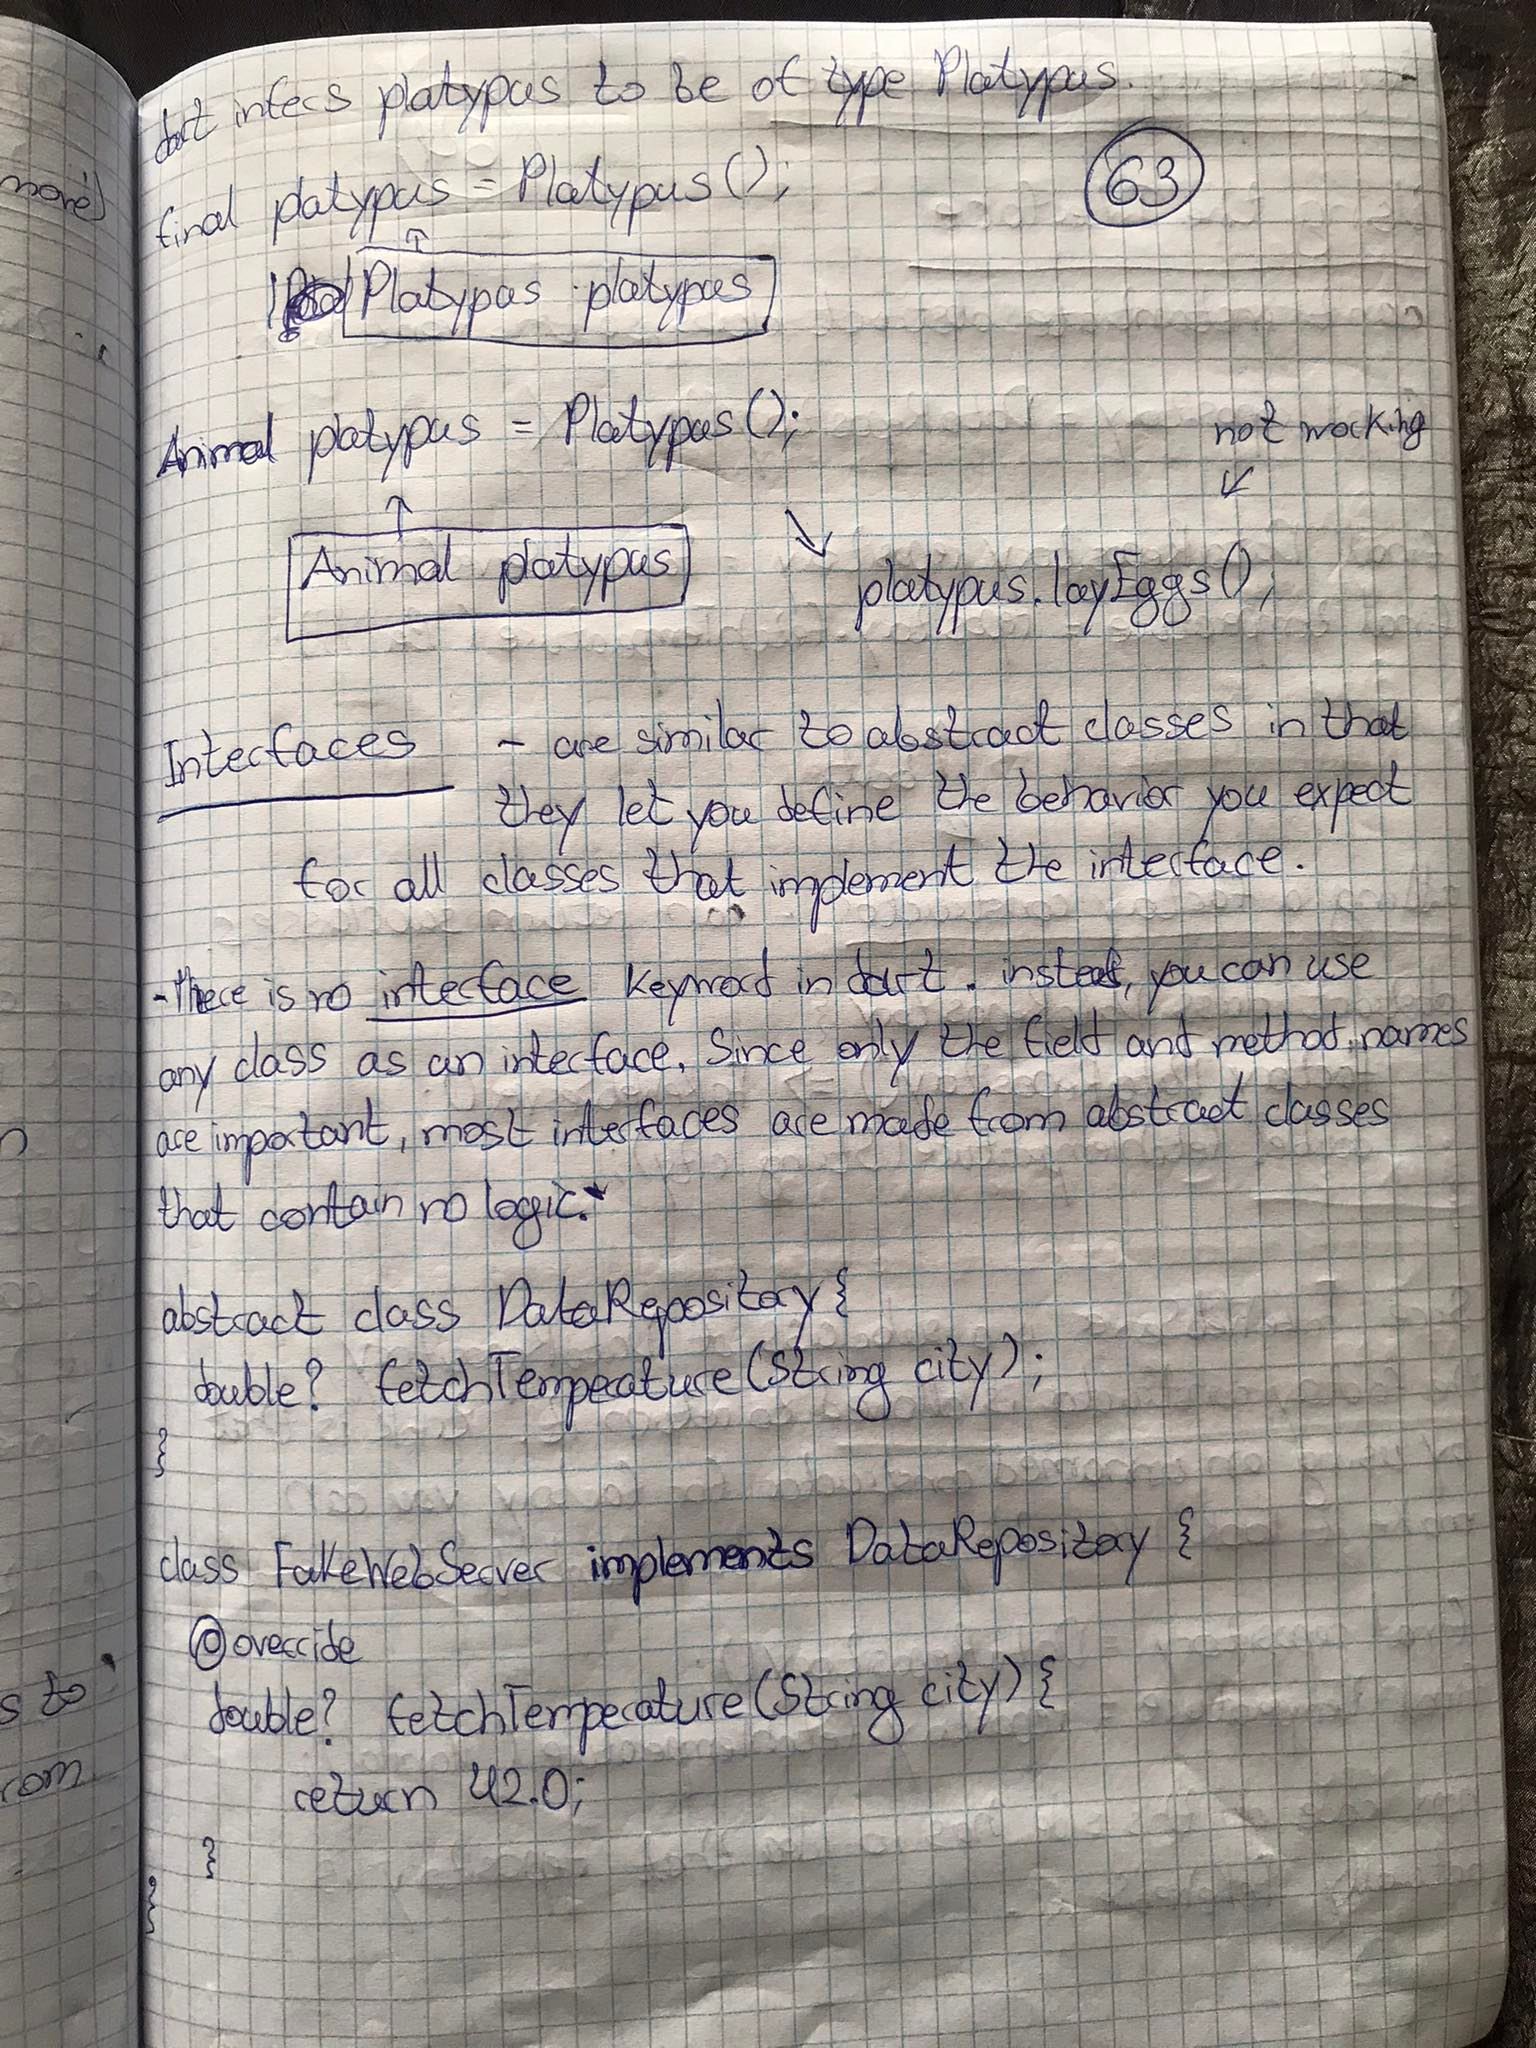 more)
n
s to
rom
dart infers platypus to be of type Platypus.
63
final platypus = Platypus();
↑
Platypus platypus
Animal platypus = Platypus();
not working
↑ ↘ ↙
Animal platypus
platypus.layEggs();
Interfaces - are similar to abstract classes in that
they let you define the behavior you expect
for all classes that implement the interface.
- There is no interface keyword in dart. instead, you can use
any class as an interface. Since only the field and method names
are important, most interfaces are made from abstract classes
that contain no logic.
abstract class DataRepository{
double? fetchTemperature(String city);
}
class FakeWebServer implements DataRepository {
@override
double? fetchTemperature(String city) {
return 42.0;
}
}